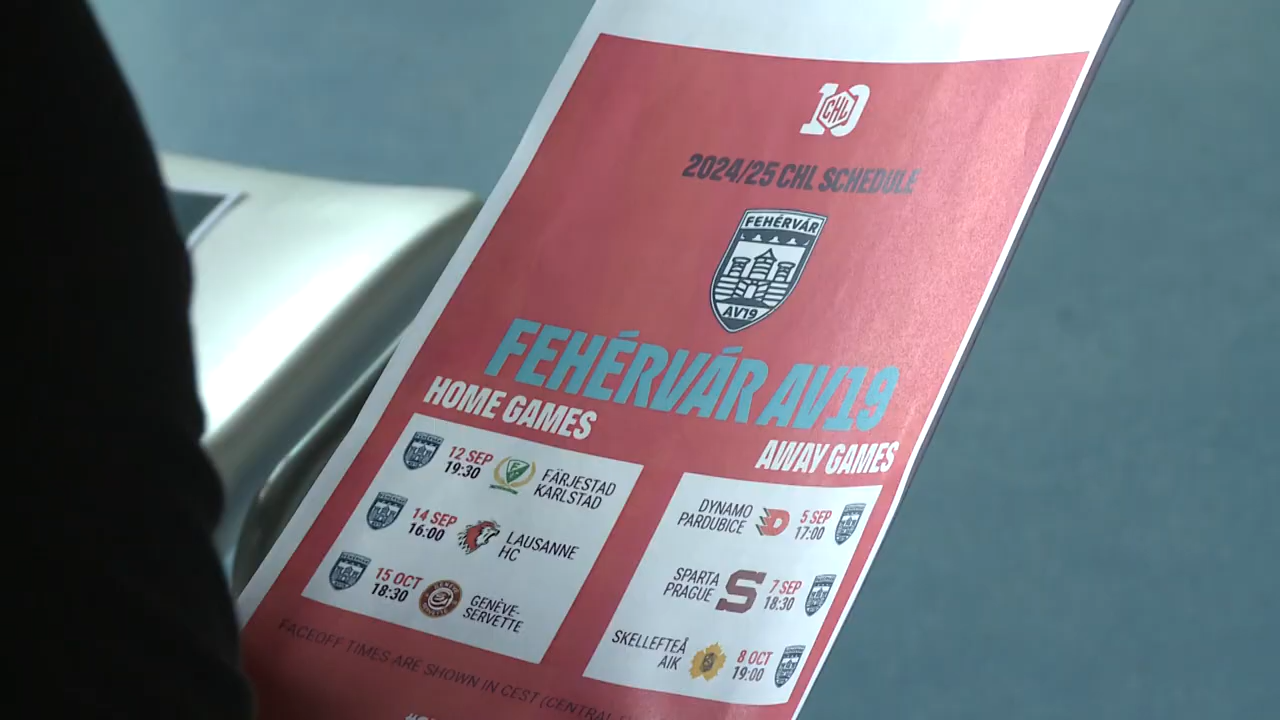 10
CHL
2024/25 CHL SCHEDULE
FEHÉRVÁR
AV19
FEHÉRVÁR AV19
HOME GAMES
12 SEP
19:30
FÄRJESTAD
KARLSTAD
14 SEP
16:00
LAUSANNE
HC
15 OCT
18:30
GENÈVE-
SERVETTE
AWAY GAMES
DYNAMO
PARDUBICE
5 SEP
17:00
SPARTA
PRAGUE
7 SEP
18:30
SKELLEFTEÅ
AIK
8 OCT
19:00
FACEOFF TIMES ARE SHOWN IN CEST (CENTRAL